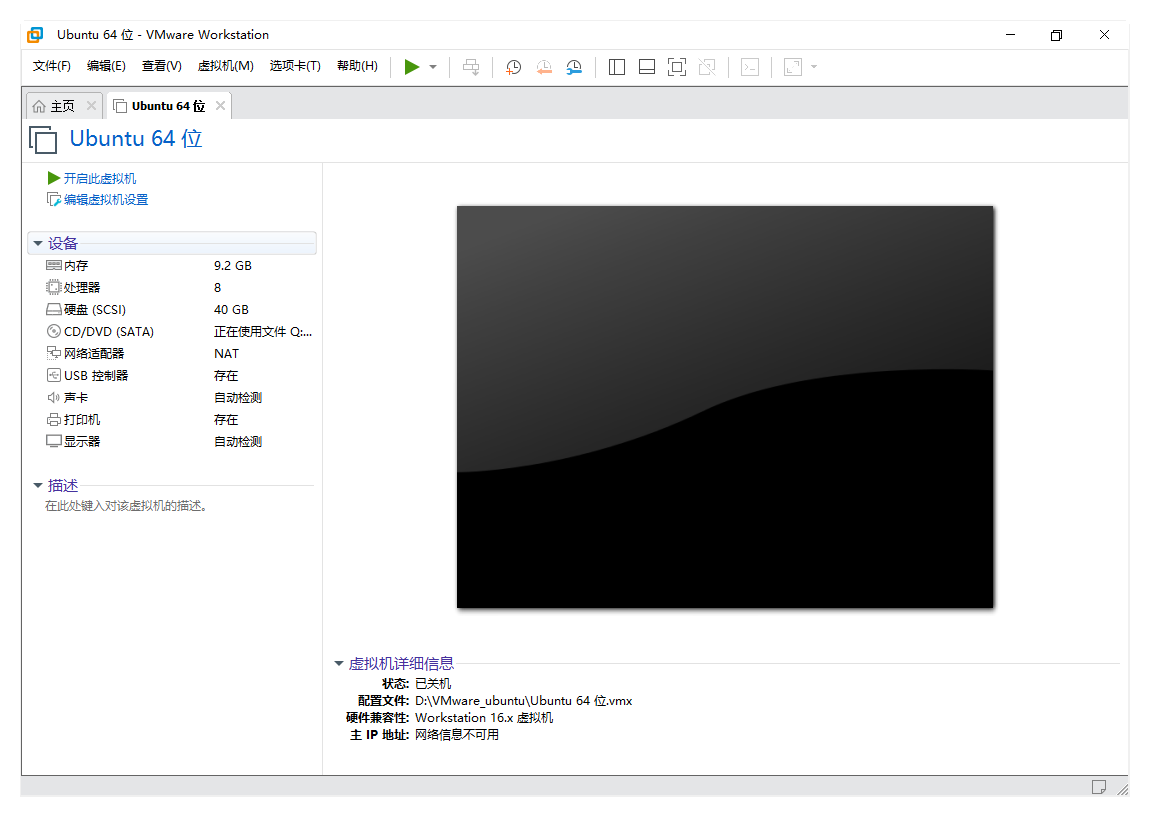 Ubuntu 64 位 - VMware Workstation
文件(F) 编辑(E) 查看(V) 虚拟机(M) 选项卡(T) 帮助(H)
主页 Ubuntu 64 位
Ubuntu 64 位
开启此虚拟机
编辑虚拟机设置
设备
内存 9.2 GB
处理器 8
硬盘 (SCSI) 40 GB
CD/DVD (SATA) 正在使用文件 Q:...
网络适配器 NAT
USB 控制器 存在
声卡 自动检测
打印机 存在
显示器 自动检测
描述
在此处键入对该虚拟机的描述。
虚拟机详细信息
状态: 已关机
配置文件: D:\VMware_ubuntu\Ubuntu 64 位.vmx
硬件兼容性: Workstation 16.x 虚拟机
主 IP 地址: 网络信息不可用